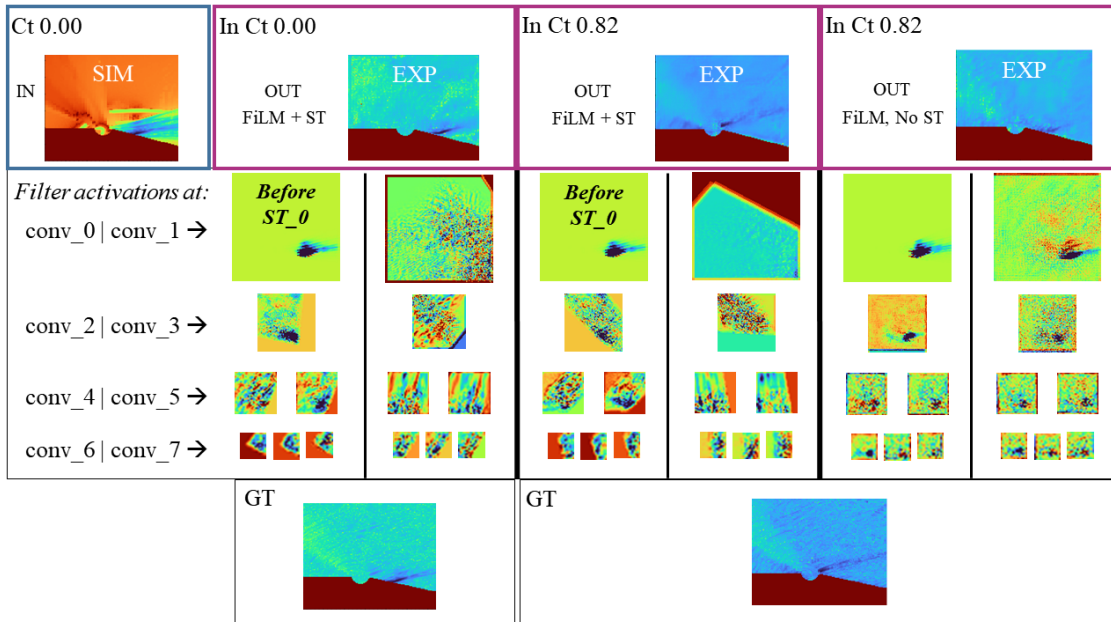 Ct 0.00
In Ct 0.00
In Ct 0.82
In Ct 0.82
IN
SIM
OUT
FiLM + ST
EXP
OUT
FiLM + ST
EXP
OUT
FiLM, No ST
EXP
Filter activations at:
conv_0 | conv_1 →
Before
ST_0
Before
ST_0
conv_2 | conv_3 →
conv_4 | conv_5 →
conv_6 | conv_7 →
GT
GT